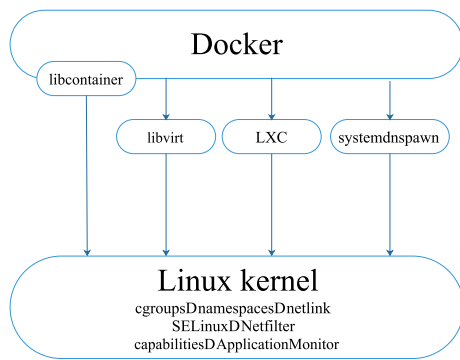 Docker
libcontainer
libvirt
LXC
systemdnspawn
Linux kernel
cgroupsDnamespacesDnetlink
SELinuxDNetfilter
capabilitiesDApplicationMonitor